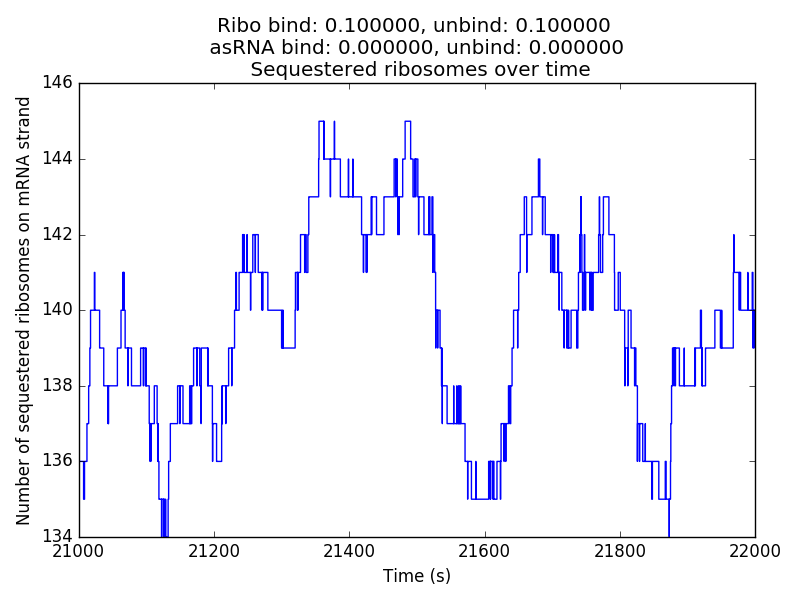 Ribo bind: 0.100000, unbind: 0.100000
asRNA bind: 0.000000, unbind: 0.000000
Sequestered ribosomes over time
Number of sequestered ribosomes on mRNA strand
146
144
142
140
138
136
134
21000
21200
21400
21600
21800
22000
Time (s)